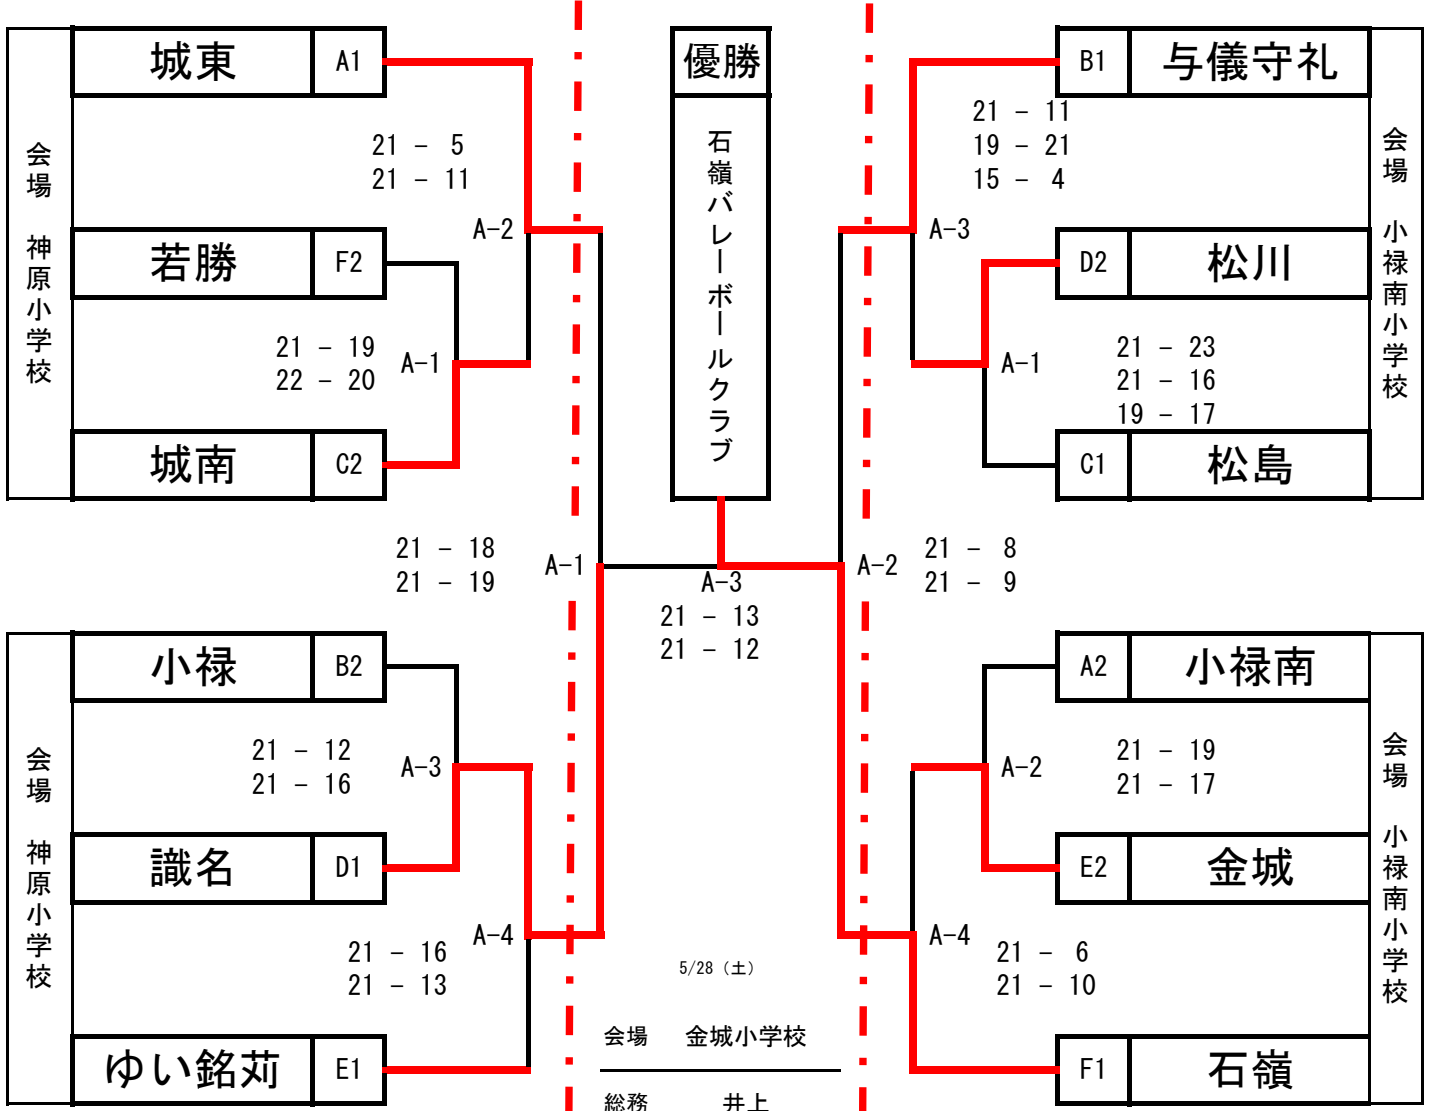 城東 A1
優勝
B1 与儀守礼
21 - 5
21 - 11
21 - 11
19 - 21
15 - 4
会場 神原小学校
石嶺バレーボールクラブ
会場 小禄南小学校
A-2
A-3
若勝 F2
D2 松川
21 - 19
22 - 20
A-1
A-1
21 - 23
21 - 16
19 - 17
城南 C2
C1 松島
21 - 18
21 - 19
A-1
A-3
21 - 13
21 - 12
A-2
21 - 8
21 - 9
小禄 B2
A2 小禄南
会場 神原小学校
21 - 12
21 - 16
A-3
A-2
21 - 19
21 - 17
会場 小禄南小学校
識名 D1
E2 金城
A-4
21 - 16
21 - 13
A-4
21 - 6
21 - 10
5/28（土）
会場 金城小学校
ゆい銘苅 E1
F1 石嶺
総務 井上